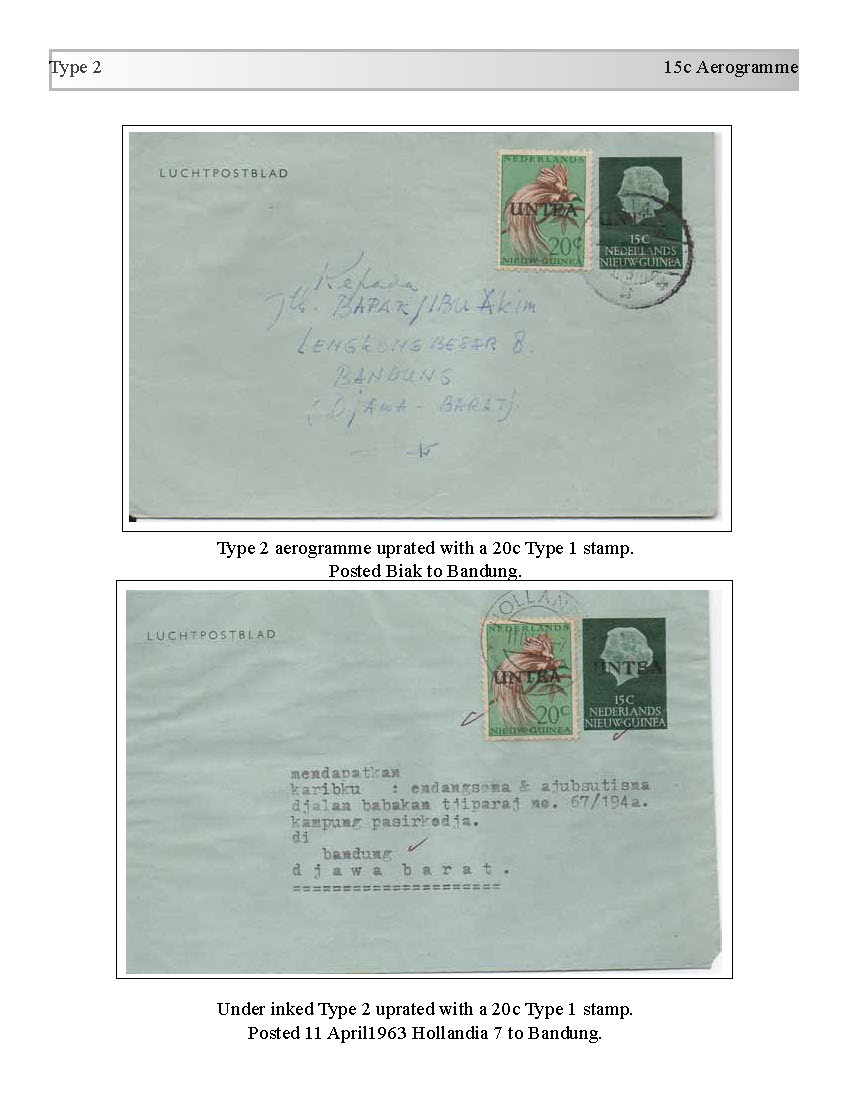 Type 2 15c Aerogramme
LUCHTPOSTBLAD
NEDERLANDS
UNTEA
20c
NIEUW-GUINEA
15C
NEDERLANDS
NIEUW-GUINEA
Kepada
Jth. BAPAK/IBU Akim
LENGKONG BESAR 8.
BANDUNG
(DJAWA - BARAT).
Type 2 aerogramme uprated with a 20c Type 1 stamp.
Posted Biak to Bandung.
LUCHTPOSTBLAD
HOLLAN
NEDERLANDS
UNTEA
20c
NIEUW-GUINEA
UNTEA
15C
NEDERLANDS
NIEUW-GUINEA
mendapatkan
karibku : endangsoma & ajubsutisna
djalan babakan tjiparaj no. 67/194a.
kampung pasirkodja.
di
bandung
djawa barat.
=====================
Under inked Type 2 uprated with a 20c Type 1 stamp.
Posted 11 April1963 Hollandia 7 to Bandung.